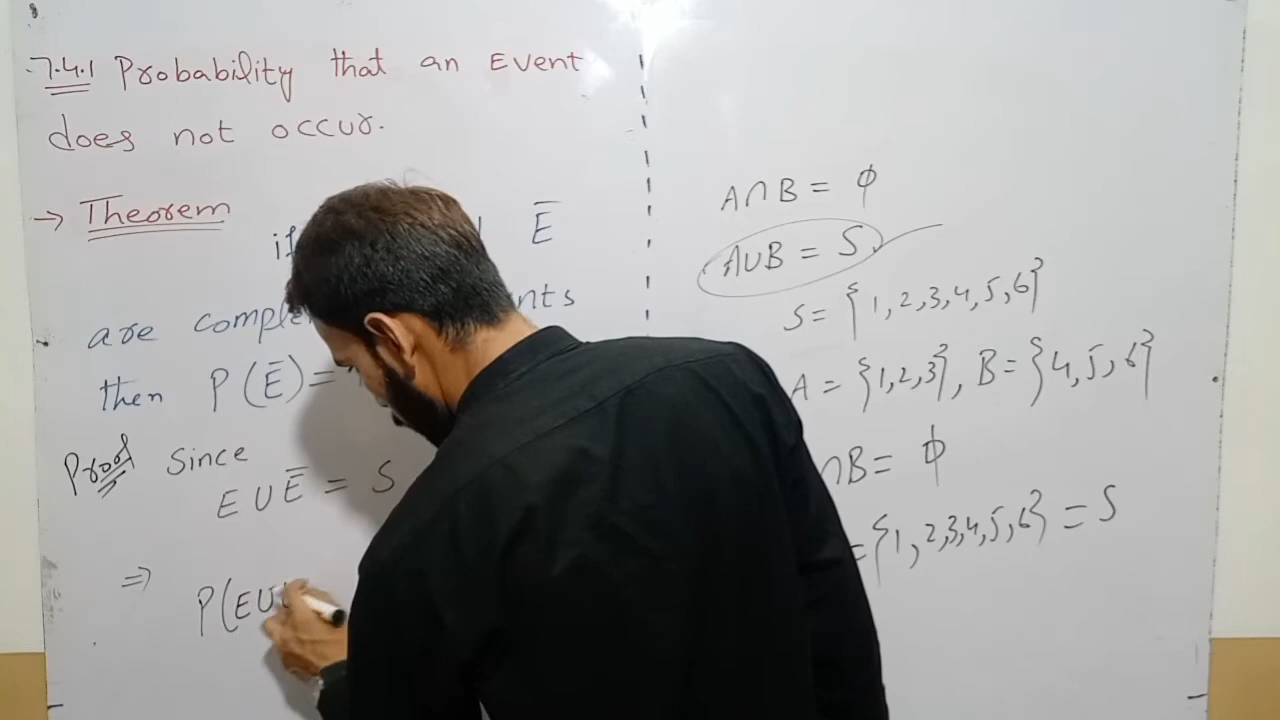 7.4.1 Probability that an Event
does not occur.
→ Theorem
if Ē
are
then P(Ē)=
Proof Since
E∪Ē = S
⇒ P(E∪
A∩B = φ
A∪B = S
S = {1,2,3,4,5,6}
A = {1,2,3}, B = {4,5,6}
∩B = φ
={1,2,3,4,5,6} = S